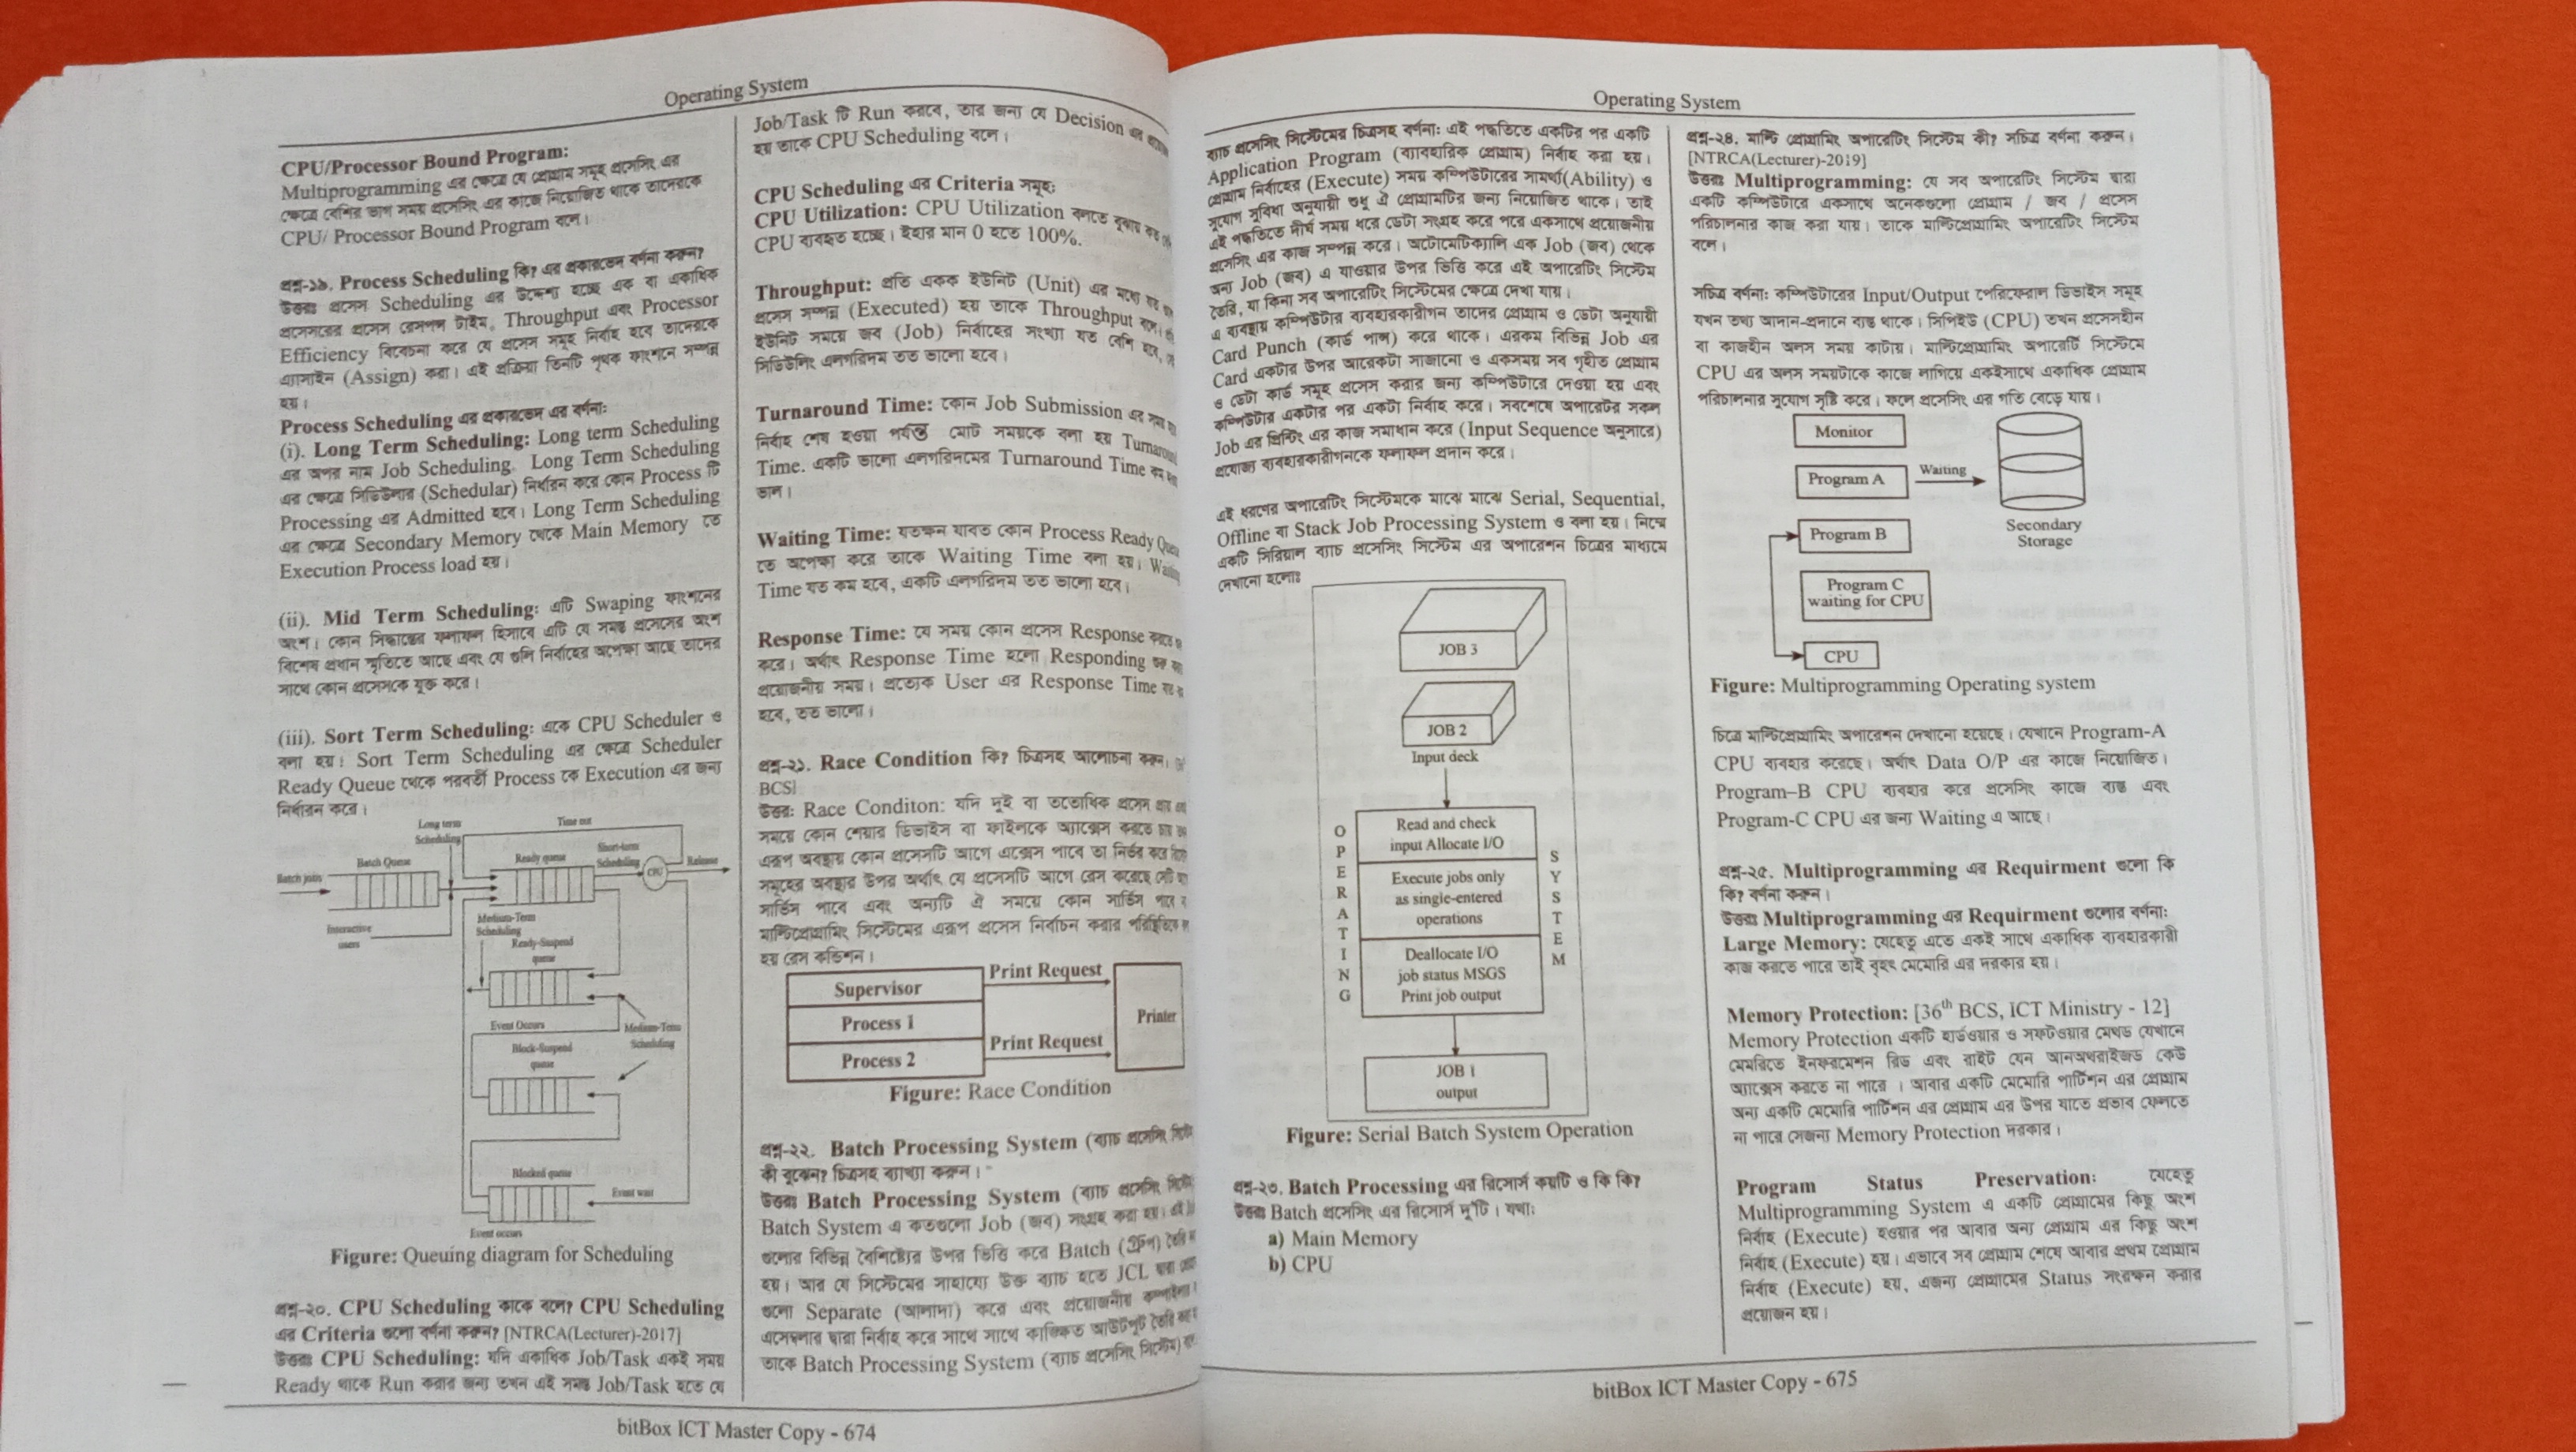 Operating System
CPU/Processor Bound Program:
Multiprogramming এর ক্ষেত্রে যে প্রোগ্রাম সমূহ প্রসেসিং এর
ক্ষেত্রে বেশির ভাগ সময় প্রসেসিং এর কাজে নিয়োজিত থাকে তাদেরকে
CPU/ Processor Bound Program বলে।
প্রশ্ন-১৯. Process Scheduling কি? এর প্রকারভেদ বর্ণনা করুন?
উত্তরঃ প্রসেস Scheduling এর উদ্দেশ্য হচ্ছে এক বা একাধিক
প্রসেসরের প্রসেস রেসপন্স টাইম, Throughput এবং Processor
Efficiency বিবেচনা করে যে প্রসেস সমূহ নির্বাহ হবে তাদেরকে
এ্যাসাইন (Assign) করা। এই প্রক্রিয়া তিনটি পৃথক ফাংশনে সম্পন্ন
হয়।
Process Scheduling এর প্রকারভেদ এর বর্ণনা:
(i). Long Term Scheduling: Long term Scheduling
এর অপর নাম Job Scheduling. Long Term Scheduling
এর ক্ষেত্রে সিডিউলার (Schedular) নির্ধারন করে কোন Process টি
Processing এর Admitted হবে। Long Term Scheduling
এর ক্ষেত্রে Secondary Memory থেকে Main Memory তে
Execution Process load হয়।
(ii). Mid Term Scheduling: এটি Swaping ফাংশনের
অংশ। কোন সিদ্ধান্তের ফলাফল হিসাবে এটি যে সমস্ত প্রসেসের অংশ
বিশেষ প্রধান স্মৃতিতে আছে এবং যে গুলি নির্বাহের অপেক্ষা আছে তাদের
সাথে কোন প্রসেসকে যুক্ত করে।
(iii). Sort Term Scheduling: একে CPU Scheduler ও
বলা হয়। Sort Term Scheduling এর ক্ষেত্রে Scheduler
Ready Queue থেকে পরবর্তী Process কে Execution এর জন্য
নির্ধারন করে।
Long term
Scheduling
Time out
Batch Queue
Ready queue
Short-term
Scheduling
CPU
Release
Batch jobs
Interactive
users
Medium-Term
Scheduling
Ready-Suspend
queue
Event Occurs
Medium-Term
Scheduling
Block-Suspend
queue
Blocked queue
Event wait
Event occurs
Figure: Queuing diagram for Scheduling
প্রশ্ন-২০. CPU Scheduling কাকে বলে? CPU Scheduling
এর Criteria গুলো বর্ণনা করুন? [NTRCA(Lecturer)-2017]
উত্তরঃ CPU Scheduling: যদি একাধিক Job/Task একই সময়
Ready থাকে Run করার জন্য তখন এই সমস্ত Job/Task হতে যে
Job/Task টি Run করবে, তার জন্য যে Decision এর
হয় তাকে CPU Scheduling বলে।
CPU Scheduling এর Criteria সমূহ:
CPU Utilization: CPU Utilization বলতে বুঝায় কত
CPU ব্যবহৃত হচ্ছে। ইহার মান 0 হতে 100%.
Throughput: প্রতি একক ইউনিট (Unit) এর মধ্যে যত
প্রসেস সম্পন্ন (Executed) হয় তাকে Throughput বলে।
ইউনিট সময়ে জব (Job) নির্বাহের সংখ্যা যত বেশি হবে,
সিডিউলিং এলগরিদম তত ভালো হবে।
Turnaround Time: কোন Job Submission এর সময়
নির্বাহ শেষ হওয়া পর্যন্ত মোট সময়কে বলা হয় Turnaround
Time. একটি ভালো এলগরিদমের Turnaround Time কম
ভাল।
Waiting Time: যতক্ষন যাবত কোন Process Ready Queue
তে অপেক্ষা করে তাকে Waiting Time বলা হয়। Waiting
Time যত কম হবে, একটি এলগরিদম তত ভালো হবে।
Response Time: যে সময় কোন প্রসেস Response করতে
করে। অর্থাৎ Response Time হলো Responding শুরু
প্রয়োজনীয় সময়। প্রত্যেক User এর Response Time যত
হবে, তত ভালো।
প্রশ্ন-২১. Race Condition কি? চিত্রসহ আলোচনা করুন।
BCS]
উত্তর: Race Conditon: যদি দুই বা ততোধিক প্রসেস প্রায়
সময়ে কোন শেয়ার ডিভাইস বা ফাইলকে অ্যাক্সেস করতে চায়
এরূপ অবস্থায় কোন প্রসেসটি আগে এক্সেস পাবে তা নির্ভর করে
সমূহের অবস্থার উপর অর্থাৎ যে প্রসেসটি আগে রেস করেছে সেটি
সার্ভিস পাবে এবং অন্যটি ঐ সময়ে কোন সার্ভিস পাবে
মাল্টিপ্রোগ্রামিং সিস্টেমের এরূপ প্রসেস নির্বাচন করার পরিস্থিতিকে
হয় রেস কন্ডিশন।
Supervisor
Process 1
Process 2
Print Request
Print Request
Printer
Figure: Race Condition
প্রশ্ন-২২. Batch Processing System (ব্যাচ প্রসেসিং
কী বুঝেন? চিত্রসহ ব্যাখ্যা করুন।
উত্তরঃ Batch Processing System (ব্যাচ প্রসেসিং
Batch System এ কতগুলো Job (জব) সংগ্রহ করা হয়।
গুলোর বিভিন্ন বৈশিষ্ট্যের উপর ভিত্তি করে Batch (গ্রুপ) তৈরি
হয়। আর যে সিস্টেমের সাহায্যে উক্ত ব্যাচ হতে JCL দ্বারা
গুলো Separate (আলাদা) করে এবং প্রয়োজনীয়
এসেম্বলার দ্বারা নির্বাহ করে সাথে সাথে কাঙ্ক্ষিত আউটপুট তৈরি
তাকে Batch Processing System (ব্যাচ প্রসেসিং সিস্টেম)
bitBox ICT Master Copy - 674
Operating System
ব্যাচ প্রসেসিং সিস্টেমের চিত্রসহ বর্ণনা: এই পদ্ধতিতে একটির পর একটি
Application Program (ব্যাবহারিক প্রোগ্রাম) নির্বাহ করা হয়।
প্রোগ্রাম নির্বাহের (Execute) সময় কম্পিউটারের সামর্থ্য(Ability) ও
সুযোগ সুবিধা অনুযায়ী শুধু ঐ প্রোগ্রামটির জন্য নিয়োজিত থাকে। তাই
এই পদ্ধতিতে দীর্ঘ সময় ধরে ডেটা সংগ্রহ করে পরে একসাথে প্রয়োজনীয়
প্রসেসিং এর কাজ সম্পন্ন করে। অটোমেটিক্যালি এক Job (জব) থেকে
অন্য Job (জব) এ যাওয়ার উপর ভিত্তি করে এই অপারেটিং সিস্টেম
তৈরি, যা কিনা সব অপারেটিং সিস্টেমের ক্ষেত্রে দেখা যায়।
এ ব্যবস্থায় কম্পিউটার ব্যবহারকারীগন তাদের প্রোগ্রাম ও ডেটা অনুযায়ী
Card Punch (কার্ড পাঞ্চ) করে থাকে। এরকম বিভিন্ন Job এর
Card একটার উপর আরেকটা সাজানো ও একসময় সব গৃহীত প্রোগ্রাম
ও ডেটা কার্ড সমূহ প্রসেস করার জন্য কম্পিউটারে দেওয়া হয় এবং
কম্পিউটার একটার পর একটা নির্বাহ করে। সবশেষে অপারেটর সকল
Job এর প্রিন্টিং এর কাজ সমাধান করে (Input Sequence অনুসারে)
প্রযোজ্য ব্যবহারকারীগনকে ফলাফল প্রদান করে।
এই ধরণের অপারেটিং সিস্টেমকে মাঝে মাঝে Serial, Sequential,
Offline বা Stack Job Processing System ও বলা হয়। নিম্মে
একটি সিরিয়াল ব্যাচ প্রসেসিং সিস্টেম এর অপারেশন চিত্রের মাধ্যমে
দেখানো হলোঃ
JOB 3
JOB 2
Input deck
OPERATING
Read and check
input Allocate I/O
Execute jobs only
as single-entered
operations
Deallocate I/O
job status MSGS
Print job output
SYSTEM
JOB 1
output
Figure: Serial Batch System Operation
প্রশ্ন-২৩. Batch Processing এর রিসোর্স কয়টি ও কি কি?
উত্তরঃ Batch প্রসেসিং এর রিসোর্স দু'টি। যথা:
a) Main Memory
b) CPU
প্রশ্ন-২৪. মাল্টি প্রোগ্রামিং অপারেটিং সিস্টেম কী? সচিত্র বর্ণনা করুন।
[NTRCA(Lecturer)-2019]
উত্তরঃ Multiprogramming: যে সব অপারেটিং সিস্টেম দ্বারা
একটি কম্পিউটারে একসাথে অনেকগুলো প্রোগ্রাম / জব / প্রসেস
পরিচালনার কাজ করা যায়। তাকে মাল্টিপ্রোগ্রামিং অপারেটিং সিস্টেম
বলে।
সচিত্র বর্ণনা: কম্পিউটারের Input/Output পেরিফেরাল ডিভাইস সমূহ
যখন তথ্য আদান-প্রদানে ব্যস্ত থাকে। সিপিইউ (CPU) তখন প্রসেসহীন
বা কাজহীন অলস সময় কাটায়। মাল্টিপ্রোগ্রামিং অপারেটিং সিস্টেমে
CPU এর অলস সময়টাকে কাজে লাগিয়ে একইসাথে একাধিক প্রোগ্রাম
পরিচালনার সুযোগ সৃষ্টি করে। ফলে প্রসেসিং এর গতি বেড়ে যায়।
Monitor
Program A
Waiting
Secondary
Storage
Program B
Program C
waiting for CPU
CPU
Figure: Multiprogramming Operating system
চিত্রে মাল্টিপ্রোগ্রামিং অপারেশন দেখানো হয়েছে। যেখানে Program-A
CPU ব্যবহার করেছে। অর্থাৎ Data O/P এর কাজে নিয়োজিত।
Program–B CPU ব্যবহার করে প্রসেসিং কাজে ব্যস্ত এবং
Program-C CPU এর জন্য Waiting এ আছে।
প্রশ্ন-২৫. Multiprogramming এর Requirment গুলো কি
কি? বর্ণনা করুন।
উত্তরঃ Multiprogramming এর Requirment গুলোর বর্ণনা:
Large Memory: যেহেতু এতে একই সাথে একাধিক ব্যবহারকারী
কাজ করতে পারে তাই বৃহৎ মেমোরি এর দরকার হয়।
Memory Protection: [36th BCS, ICT Ministry - 12]
Memory Protection একটি হার্ডওয়ার ও সফটওয়ার মেথড যেখানে
মেমরিতে ইনফরমেশন রিড এবং রাইট যেন আনঅথরাইজড কেউ
অ্যাক্সেস করতে না পারে । আবার একটি মেমোরি পার্টিশন এর প্রোগ্রাম
অন্য একটি মেমোরি পার্টিশন এর প্রোগ্রাম এর উপর যাতে প্রভাব ফেলতে
না পারে সেজন্য Memory Protection দরকার।
Program Status Preservation: যেহেতু
Multiprogramming System এ একটি প্রোগ্রামের কিছু অংশ
নির্বাহ (Execute) হওয়ার পর আবার অন্য প্রোগ্রাম এর কিছু অংশ
নির্বাহ (Execute) হয়। এভাবে সব প্রোগ্রাম শেষে আবার প্রথম প্রোগ্রাম
নির্বাহ (Execute) হয়, এজন্য প্রোগ্রামের Status সংরক্ষন করার
প্রয়োজন হয়।
bitBox ICT Master Copy - 675